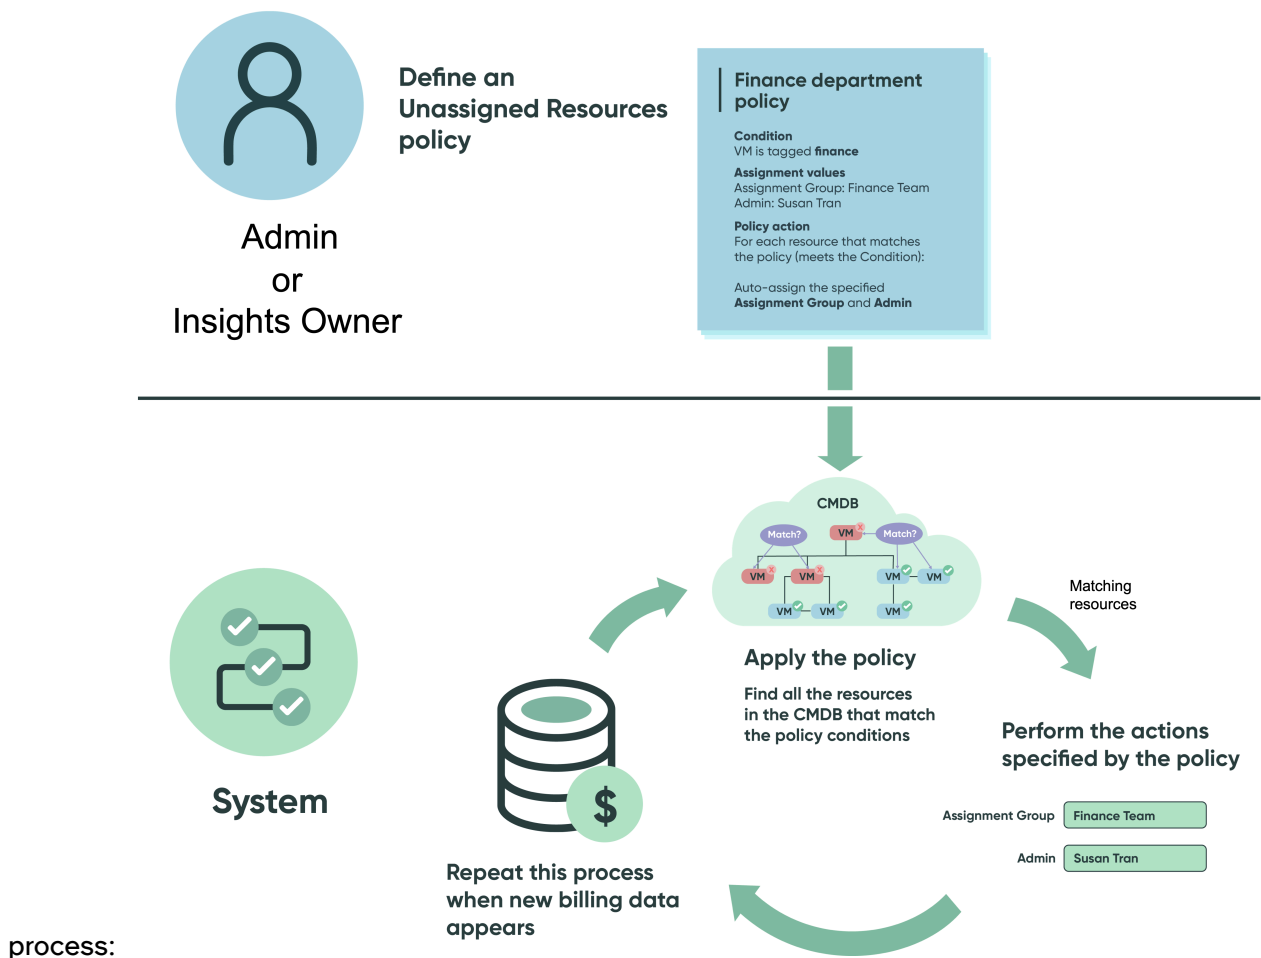 Define an
Unassigned Resources
policy
Admin
or
Insights Owner
Finance department
policy
Condition
VM is tagged finance
Assignment values
Assignment Group: Finance Team
Admin: Susan Tran
Policy action
For each resource that matches
the policy (meets the Condition):
Auto-assign the specified
Assignment Group and Admin
CMDB
Match?
VM
Match?
VM
VM
VM
VM
VM
VM
VM
Matching
resources
Apply the policy
Find all the resources
in the CMDB that match
the policy conditions
Perform the actions
specified by the policy
Assignment Group
Finance Team
Admin
Susan Tran
System
$
Repeat this process
when new billing data
appears
process: